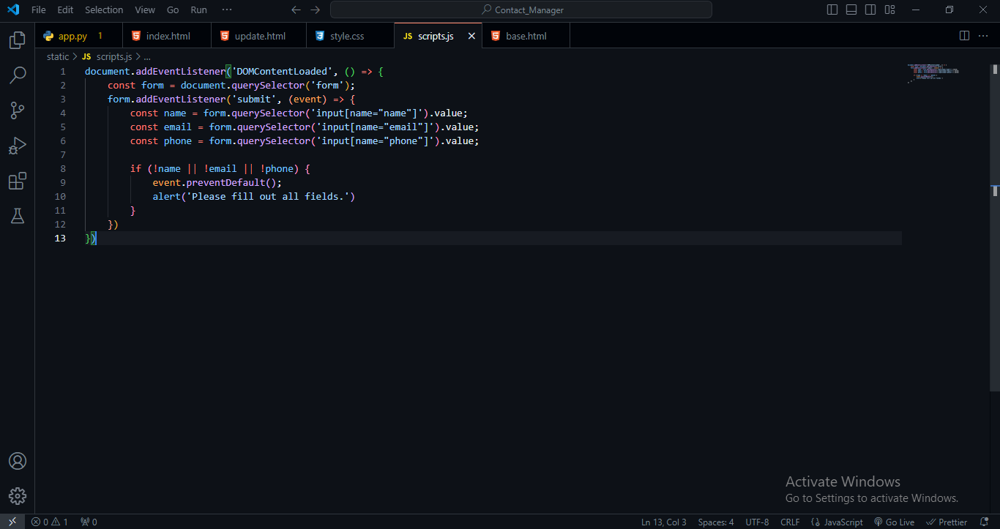 File Edit Selection View Go Run ··· Contact_Manager
app.py 1 index.html update.html style.css JS scripts.js base.html ···
static > JS scripts.js > ...
1 document.addEventListener('DOMContentLoaded', () => {
2 const form = document.querySelector('form');
3 form.addEventListener('submit', (event) => {
4 const name = form.querySelector('input[name="name"]').value;
5 const email = form.querySelector('input[name="email"]').value;
6 const phone = form.querySelector('input[name="phone"]').value;
7
8 if (!name || !email || !phone) {
9 event.preventDefault();
10 alert('Please fill out all fields.')
11 }
12 })
13 })
Activate Windows
Go to Settings to activate Windows.
0 1 0 Ln 13, Col 3 Spaces: 4 UTF-8 CRLF {} JavaScript Go Live Prettier